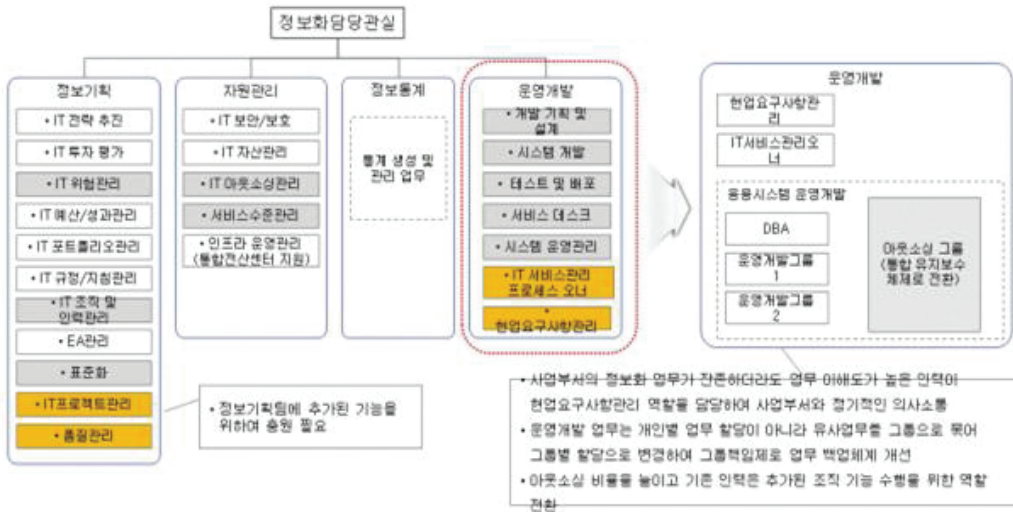 정보화담당관실
정보기획
• IT 전략 추진
• IT 투자 평가
• IT 위험관리
• IT 예산/성과관리
• IT 포트폴리오관리
• IT 규정/지침관리
• IT 조직 및
인력관리
• EA관리
• 표준화
• IT프로젝트관리
• 품질관리
자원관리
• IT 보안/보호
• IT 자산관리
• IT 아웃소싱관리
• 서비스수준관리
• 인프라 운영관리
(통합전산센터 지원)
정보통계
통계 생성 및
관리 업무
운영개발
• 개발 기획 및
설계
• 시스템 개발
• 테스트 및 배포
• 서비스 데스크
• 시스템 운영관리
• IT 서비스관리
프로세스 오너
•
현업요구사항관리
운영개발
현업요구사항관
리
IT서비스관리오
너
응용시스템 운영개발
DBA
운영개발그룹
1
운영개발그룹
2
아웃소싱 그룹
(통합 유지보수
체제로 전환)
• 정보기획팀에 추가된 기능을
위하여 충원 필요
• 사업부서의 정보화 업무가 잔존하더라도 업무 이해도가 높은 인력이
현업요구사항관리 역할을 담당하여 사업부서와 정기적인 의사소통
• 운영개발 업무는 개인별 업무 할당이 아니라 유사업무를 그룹으로 묶어
그룹별 할당으로 변경하여 그룹책임제로 업무 백업체계 개선
• 아웃소싱 비율을 높이고 기존 인력은 추가된 조직 기능 수행을 위한 역할
전환